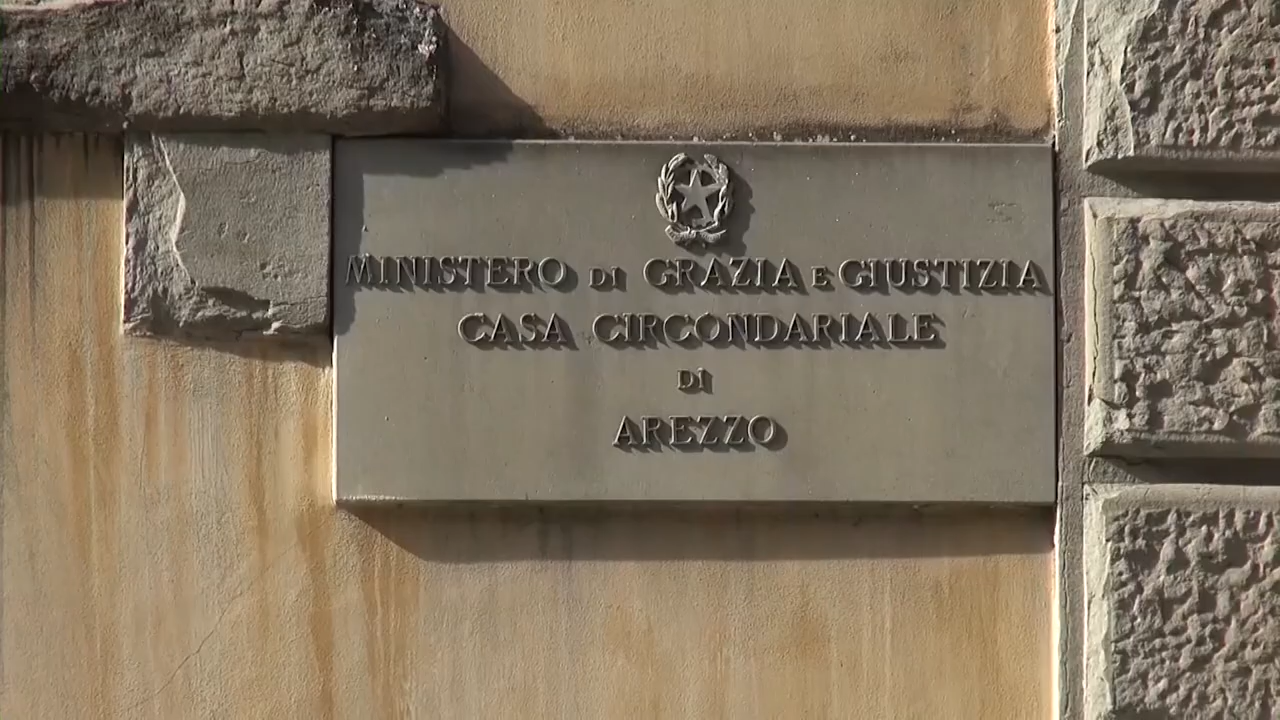 MINISTERO DI GRAZIA E GIUSTIZIA
CASA CIRCONDARIALE
DI
AREZZO